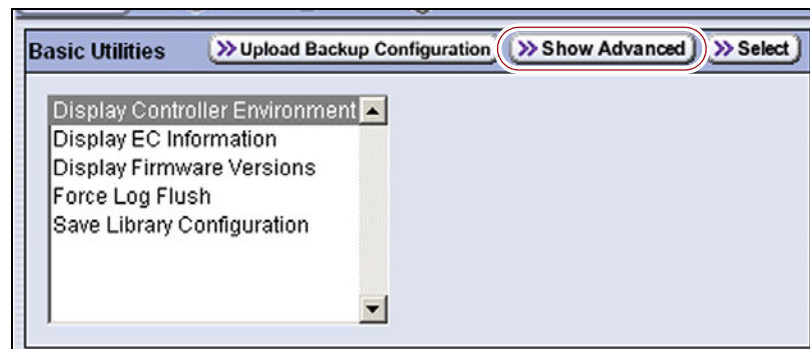 Basic Utilities >> Upload Backup Configuration >> Show Advanced >> Select
Display Controller Environment
Display EC Information
Display Firmware Versions
Force Log Flush
Save Library Configuration